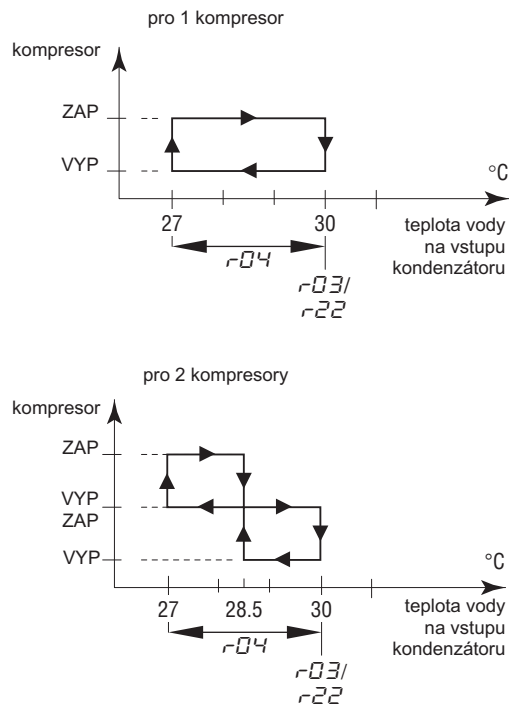 pro 1 kompresor
kompresor
ZAP
VYP
°C
27
30
teplota vody
na vstupu
kondenzátoru
r04
r03/
r22
pro 2 kompresory
kompresor
ZAP
VYP
ZAP
VYP
°C
27
28.5
30
teplota vody
na vstupu
kondenzátoru
r04
r03/
r22